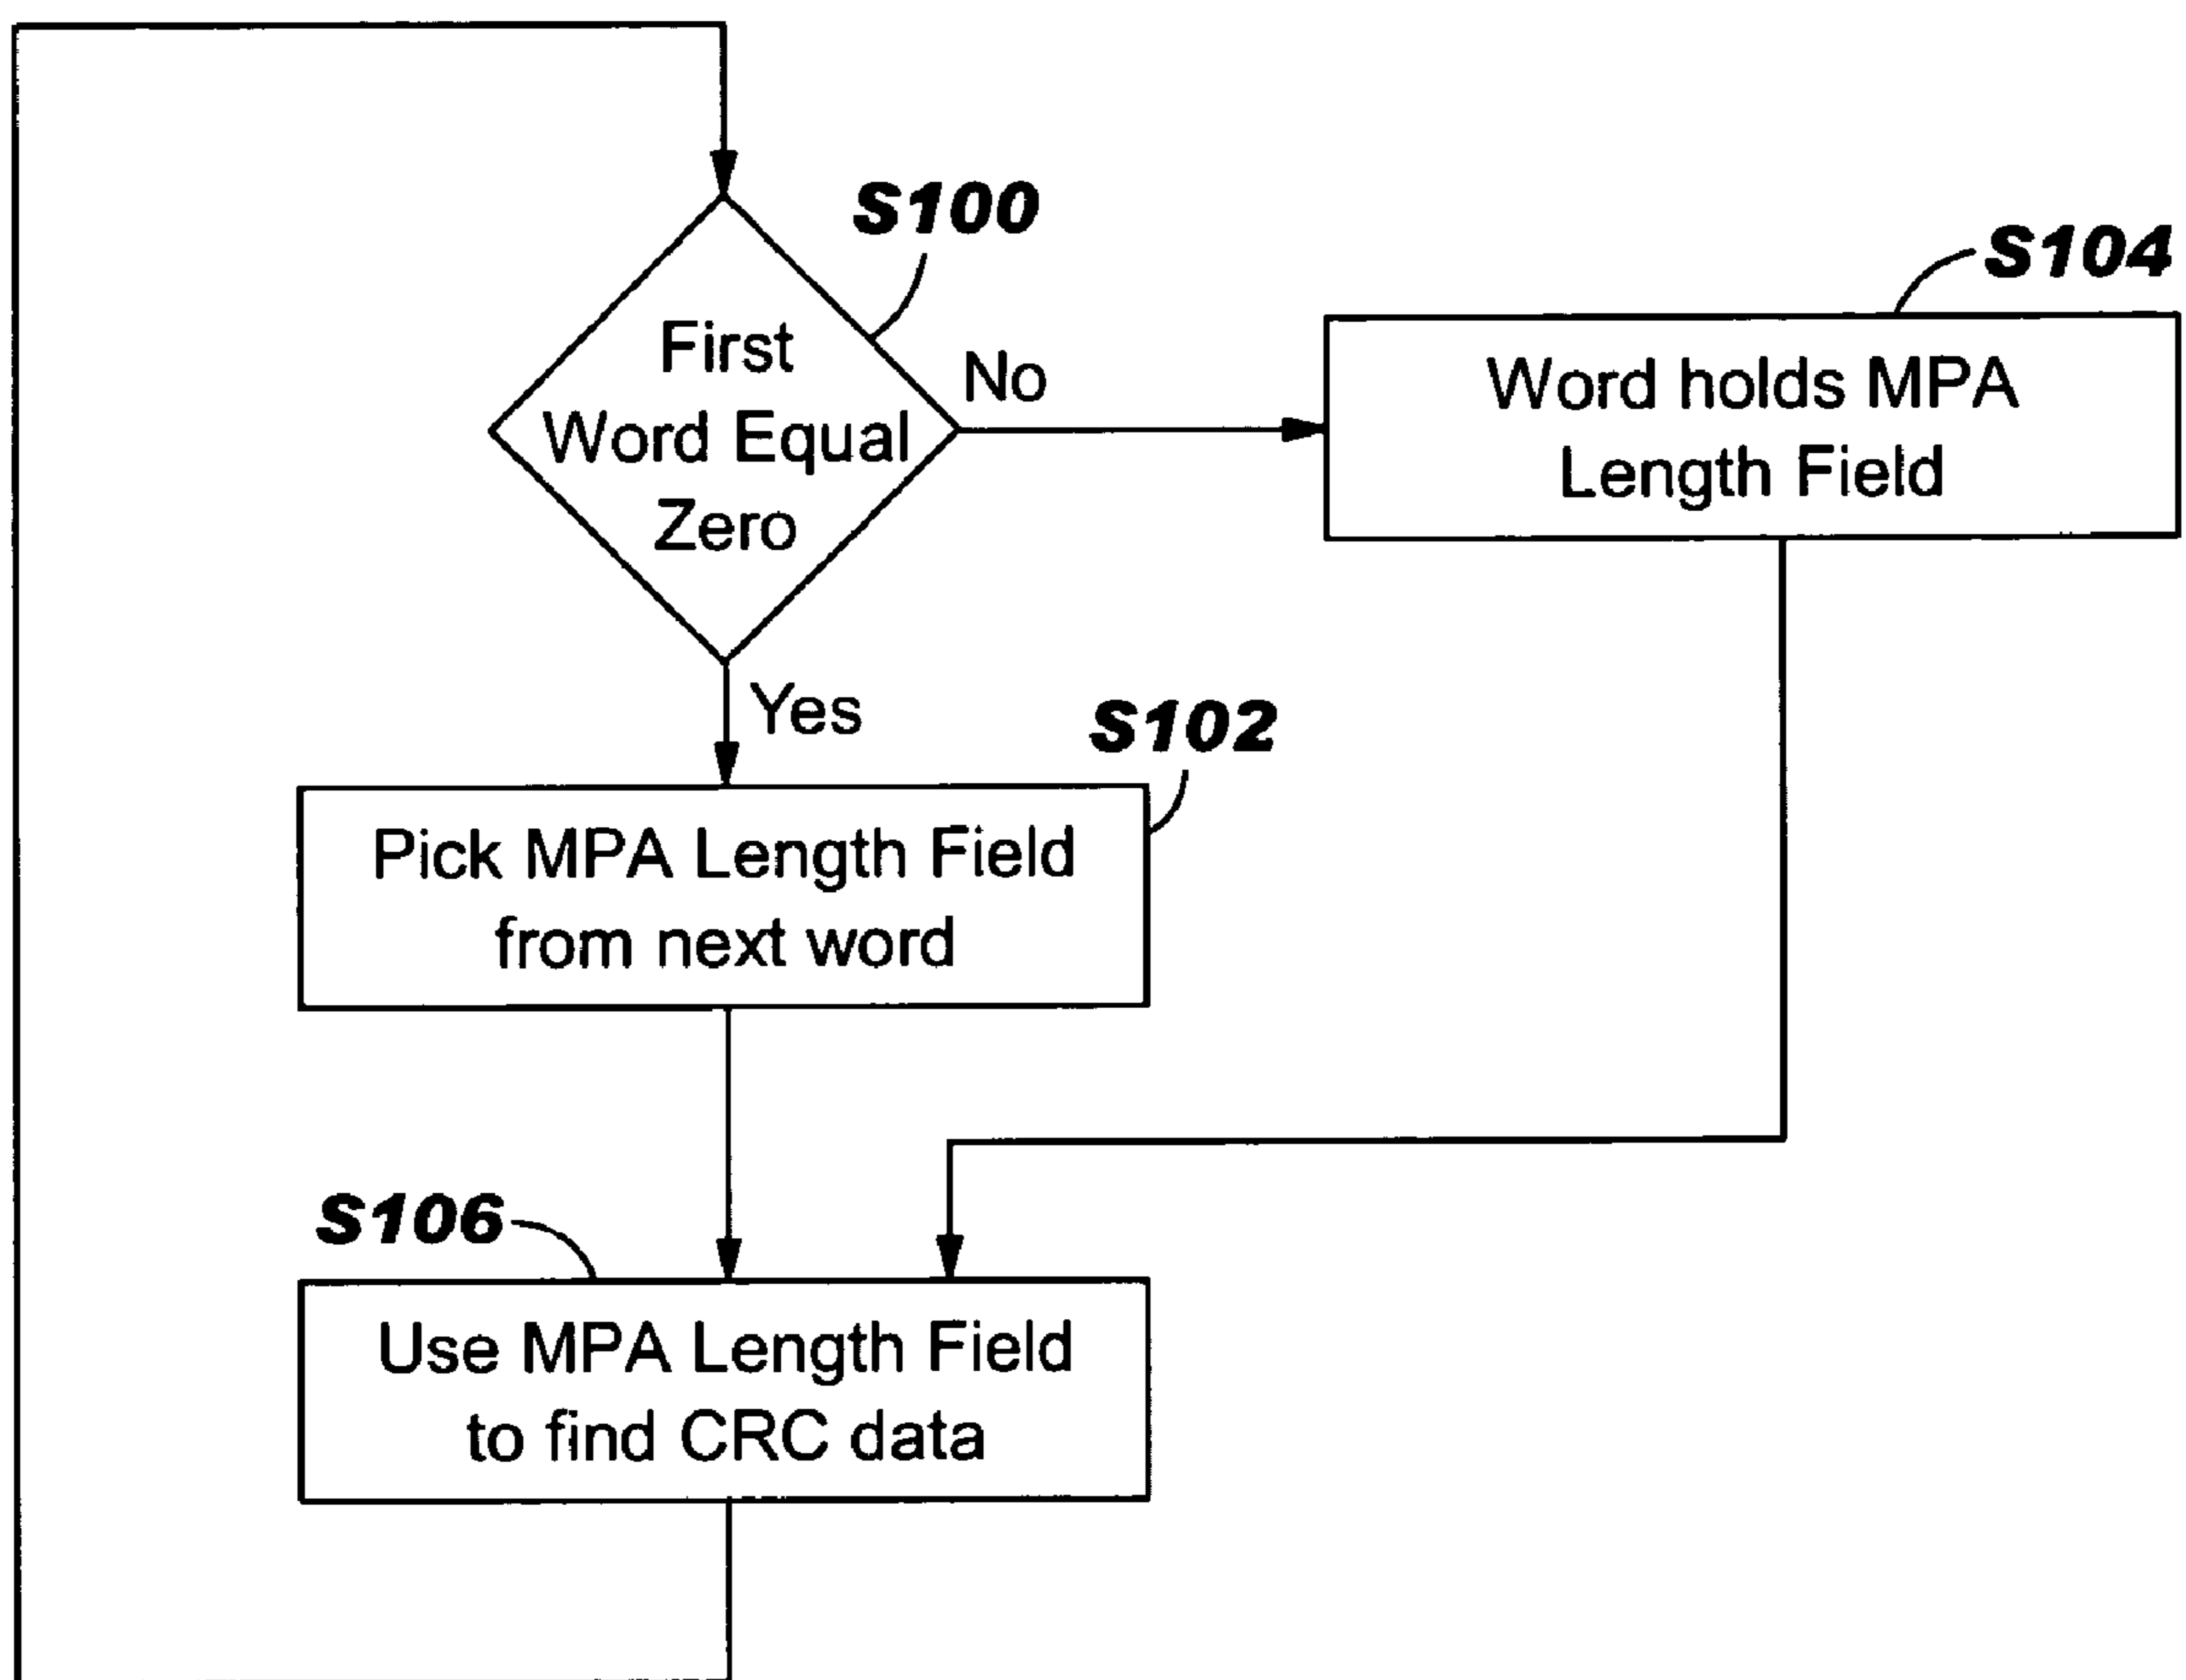 S100
First
Word Equal
Zero
No
S104
Word holds MPA
Length Field
Yes
S102
Pick MPA Length Field
from next word
S106
Use MPA Length Field
to find CRC data